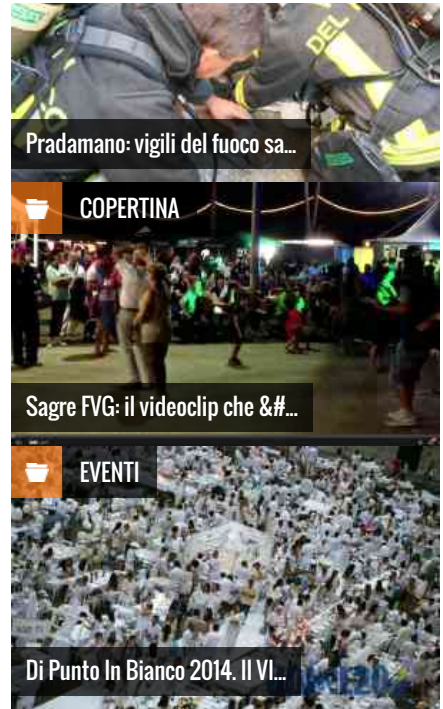 DEL
Pradamano: vigili del fuoco sa...
COPERTINA
Sagre FVG: il videoclip che &#...
EVENTI
Di Punto In Bianco 2014. Il VI...